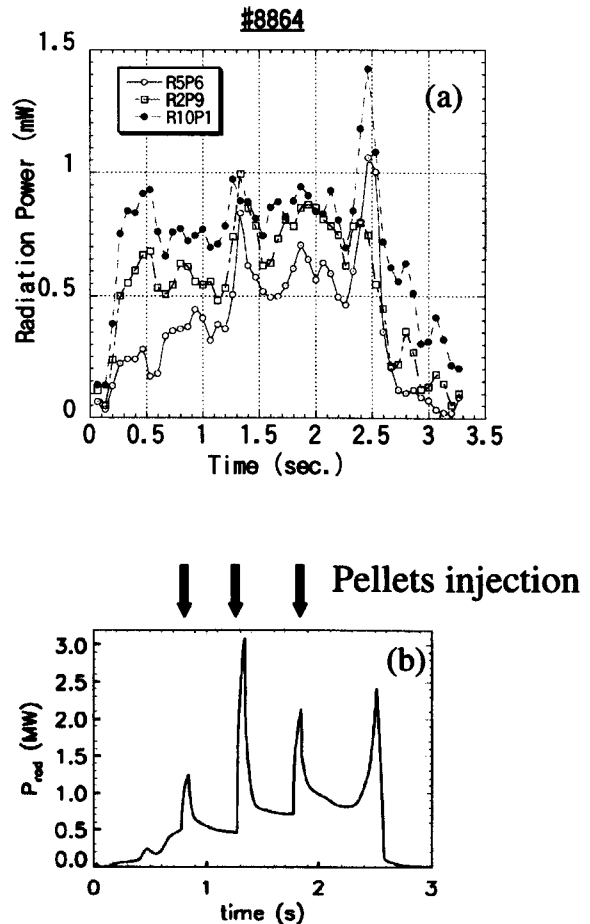 #8864
Radiation Power (mW)
1.5
1
0.5
0
R5P6
R2P9
R10P1
(a)
0 0.5 1 1.5 2 2.5 3 3.5
Time (sec.)
Pellets injection
P_rad (MW)
3.0
2.5
2.0
1.5
1.0
0.5
0.0
(b)
0 1 2 3
time (s)